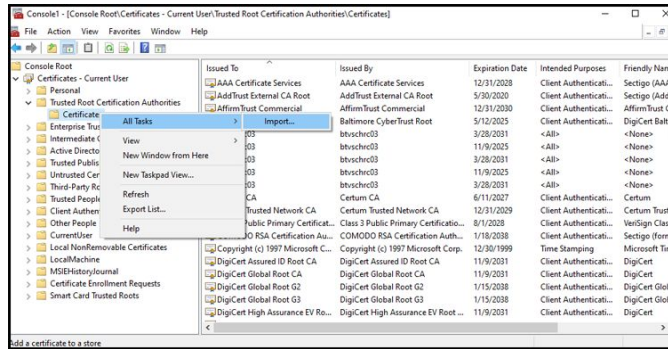 Console1 - [Console Root\Certificates - Current User\Trusted Root Certification Authorities\Certificates]
File Action View Favorites Window Help
Console Root
Certificates - Current User
Personal
Trusted Root Certification Authorities
Certificate
Enterprise Trus
Intermediate C
Active Directo
Trusted Publis
Untrusted Cer
Third-Party Ro
Trusted People
Client Authen
Other People
CurrentUser
Local NonRemovable Certificates
LocalMachine
MSIEHistoryJournal
Certificate Enrollment Requests
Smart Card Trusted Roots
All Tasks
View
New Window from Here
New Taskpad View...
Refresh
Export List...
Help
Import...
Issued To Issued By Expiration Date Intended Purposes Friendly Nan
AAA Certificate Services AAA Certificate Services 12/31/2028 Client Authenticati... Sectigo (AAA
AddTrust External CA Root AddTrust External CA Root 5/30/2020 Client Authenticati... Sectigo (Add
AffirmTrust Commercial AffirmTrust Commercial 12/31/2030 Client Authenticati... AffirmTrust C
Baltimore CyberTrust Root 5/12/2025 Client Authenticati... DigiCert Balt
03 btvschrc03 3/28/2031 <All> <None>
03 btvschrc03 11/9/2025 <All> <None>
03 btvschrc03 3/28/2031 <All> <None>
03 btvschrc03 11/9/2025 <All> <None>
03 btvschrc03 3/28/2031 <All> <None>
CA Certum CA 6/11/2027 Client Authenticati... Certum
Trusted Network CA Certum Trusted Network CA 12/31/2029 Client Authenticati... Certum Trust
Public Primary Certificat... Class 3 Public Primary Certificatio... 8/1/2028 Client Authenticati... VeriSign Clas
COMODO RSA Certification Au... COMODO RSA Certification Auth... 1/18/2038 Client Authenticati... Sectigo (forn
Copyright (c) 1997 Microsoft C... Copyright (c) 1997 Microsoft Corp. 12/30/1999 Time Stamping Microsoft Ti
DigiCert Assured ID Root CA DigiCert Assured ID Root CA 11/9/2031 Client Authenticati... DigiCert
DigiCert Global Root CA DigiCert Global Root CA 11/9/2031 Client Authenticati... DigiCert
DigiCert Global Root G2 DigiCert Global Root G2 1/15/2038 Client Authenticati... DigiCert Glol
DigiCert Global Root G3 DigiCert Global Root G3 1/15/2038 Client Authenticati... DigiCert Glol
DigiCert High Assurance EV Ro... DigiCert High Assurance EV Root ... 11/9/2031 Client Authenticati... DigiCert
Add a certificate to a store